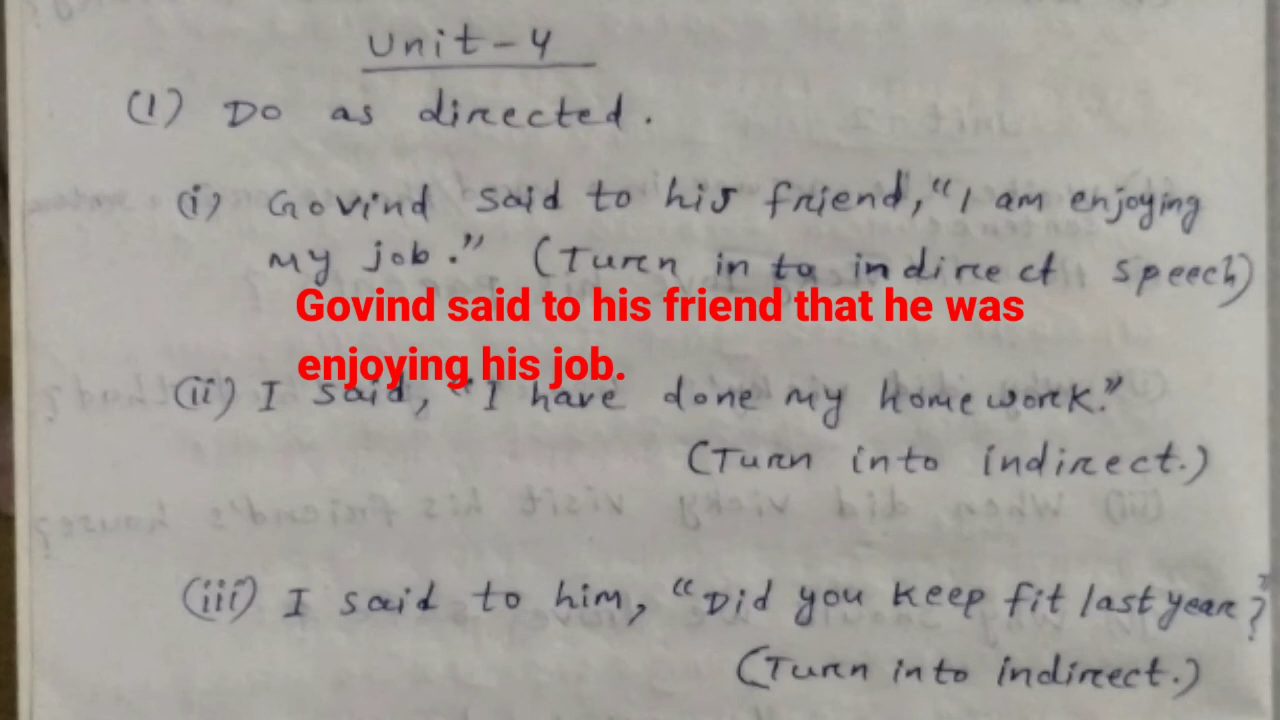 Unit-4
(1) Do as directed.
(i) Govind said to his friend, "I am enjoying
my job." (Turn in to indirect speech)
Govind said to his friend that he was
enjoying his job.
(ii) I said, "I have done my homework."
(Turn into indirect.)
(iii) I said to him, "Did you keep fit last year?"
(Turn into indirect.)